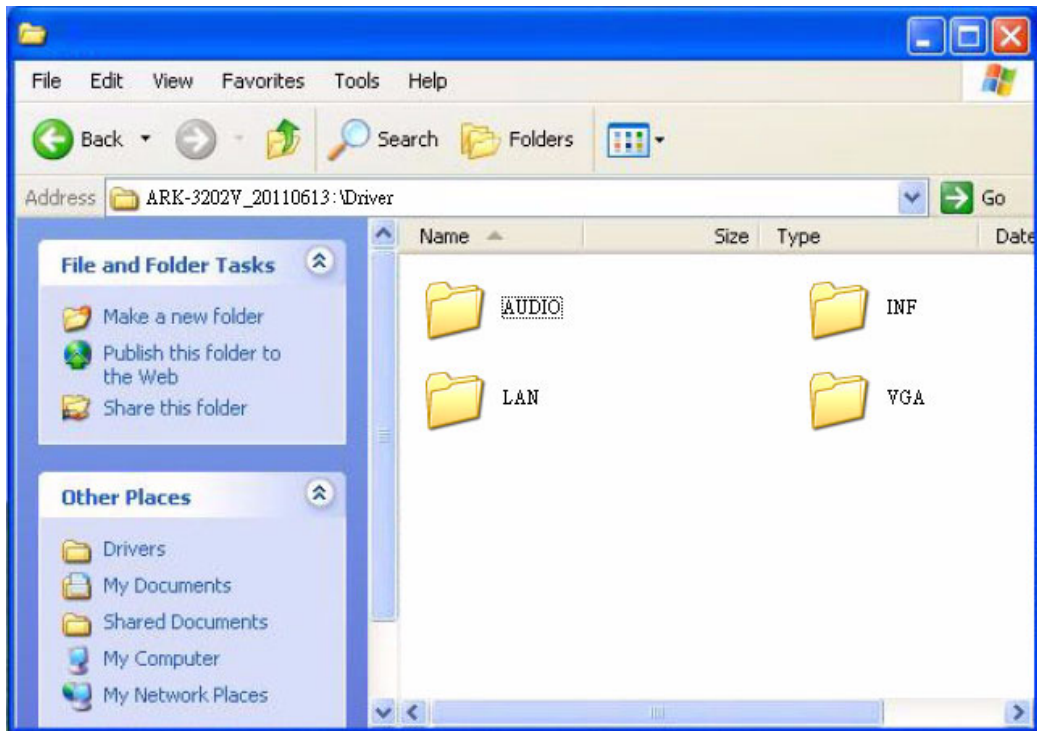 File Edit View Favorites Tools Help
Back Search Folders
Address ARK-3202V_20110613:\Driver Go
Name Size Type Date
File and Folder Tasks
Make a new folder
Publish this folder to
the Web
Share this folder
Other Places
Drivers
My Documents
Shared Documents
My Computer
My Network Places
AUDIO INF
LAN VGA